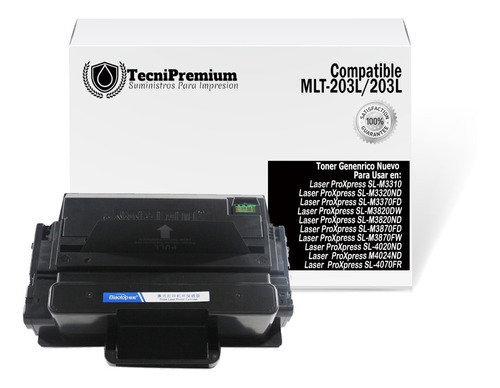 TecniPremium
Suministros Para Impresion
Compatible
MLT-203L/203L
SATISFACTION
100%
GUARANTEE
Toner Genenrico Nuevo
Para Usar en:
Laser ProXpress SL-M3310
Laser ProXpress SL-M3320ND
Laser ProXpress SL-M3370FD
Laser ProXpress SL-M3820DW
Laser ProXpress SL-M3820ND
Laser ProXpress SL-M3870FD
Laser ProXpress SL-M3870FW
Laser ProXpress SL-4020ND
Laser ProXpress M4024ND
Laser ProXpress SL-4070FR